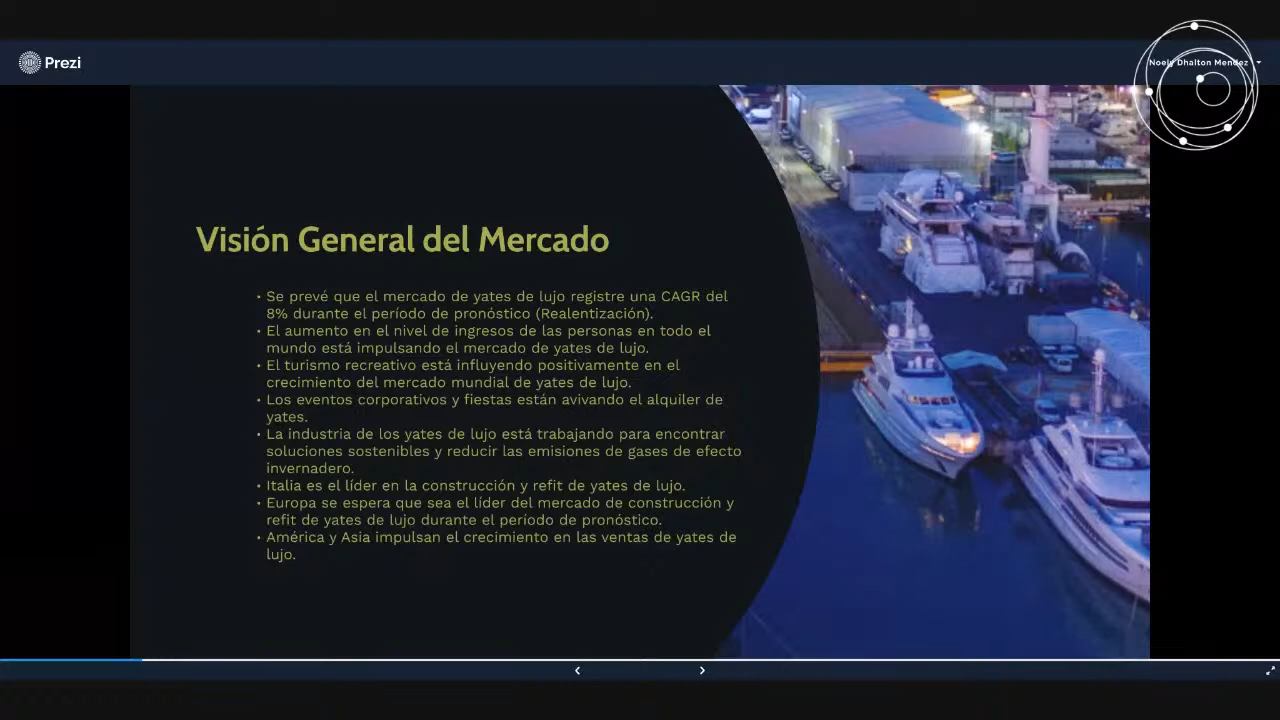 Prezi
Noely Dhalton Mendez
Visión General del Mercado
• Se prevé que el mercado de yates de lujo registre una CAGR del
8% durante el período de pronóstico (Realentización).
• El aumento en el nivel de ingresos de las personas en todo el
mundo está impulsando el mercado de yates de lujo.
• El turismo recreativo está influyendo positivamente en el
crecimiento del mercado mundial de yates de lujo.
• Los eventos corporativos y fiestas están avivando el alquiler de
yates.
• La industria de los yates de lujo está trabajando para encontrar
soluciones sostenibles y reducir las emisiones de gases de efecto
invernadero.
• Italia es el líder en la construcción y refit de yates de lujo.
• Europa se espera que sea el líder del mercado de construcción y
refit de yates de lujo durante el período de pronóstico.
• América y Asia impulsan el crecimiento en las ventas de yates de
lujo.